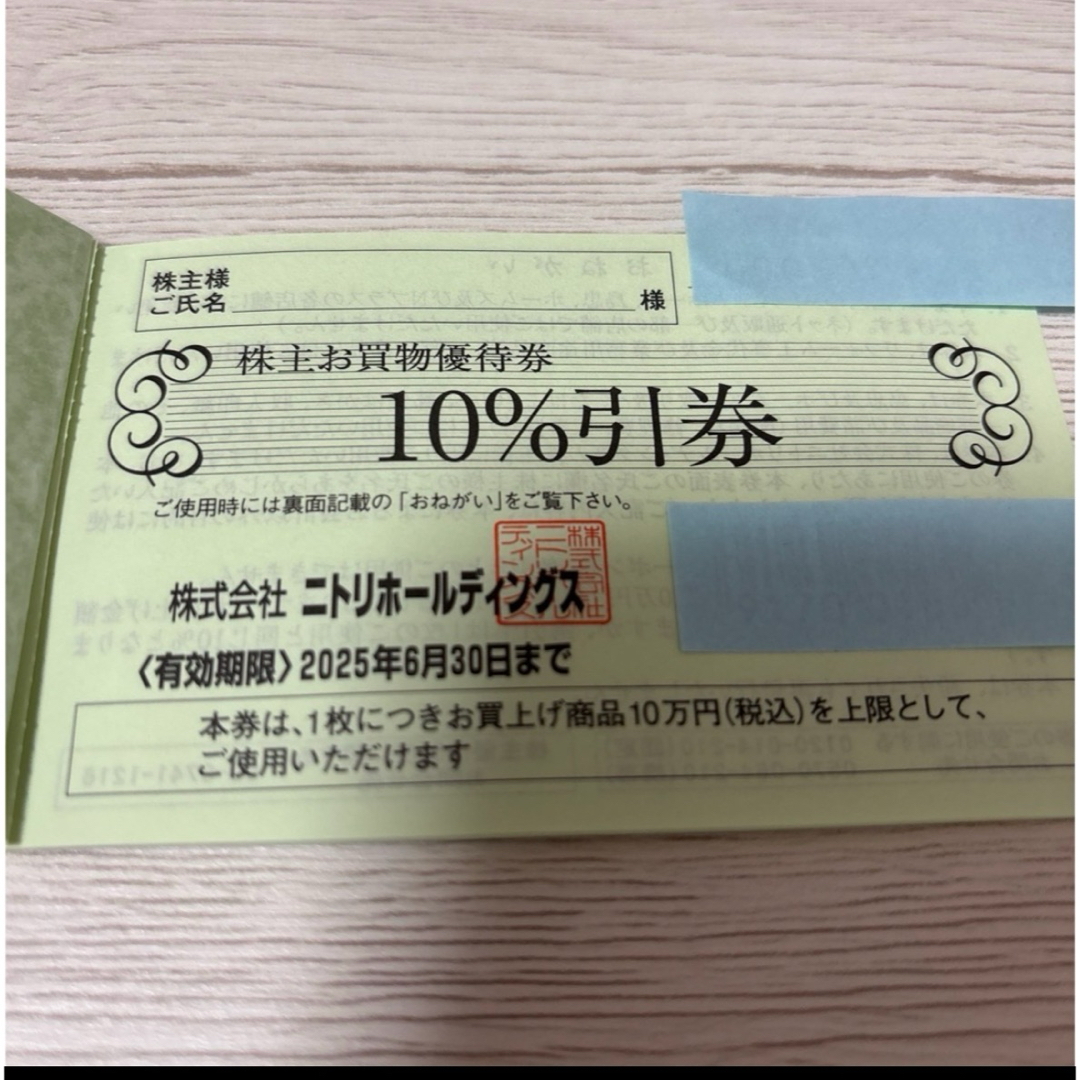 株主様
ご氏名 様
株主お買物優待券
10%引券
ご使用時には裏面記載の「おねがい」をご覧下さい。
株式会社 ニトリホールディングス
〈有効期限〉2025年6月30日まで
本券は、1枚につきお買上げ商品10万円(税込)を上限として、
ご使用いただけます